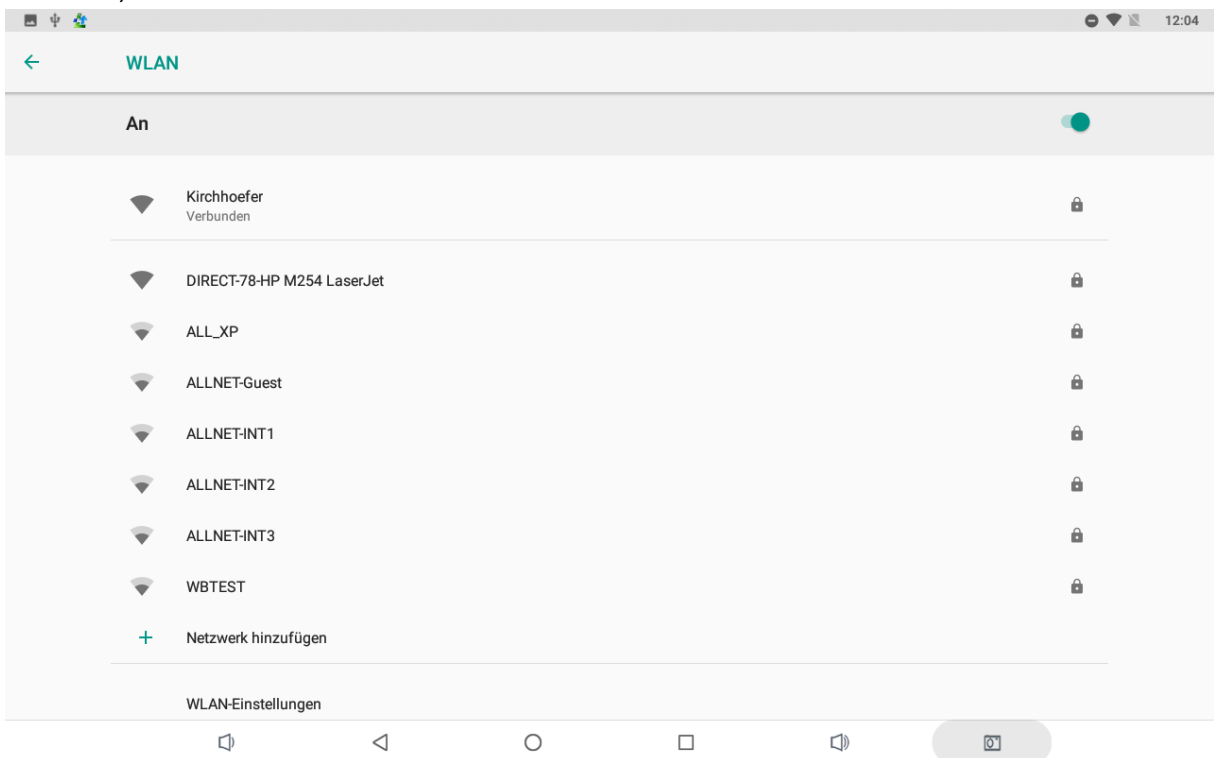 12:04
WLAN
An
Kirchhoefer
Verbunden
DIRECT-78-HP M254 LaserJet
ALL_XP
ALLNET-Guest
ALLNET-INT1
ALLNET-INT2
ALLNET-INT3
WBTEST
Netzwerk hinzufügen
WLAN-Einstellungen